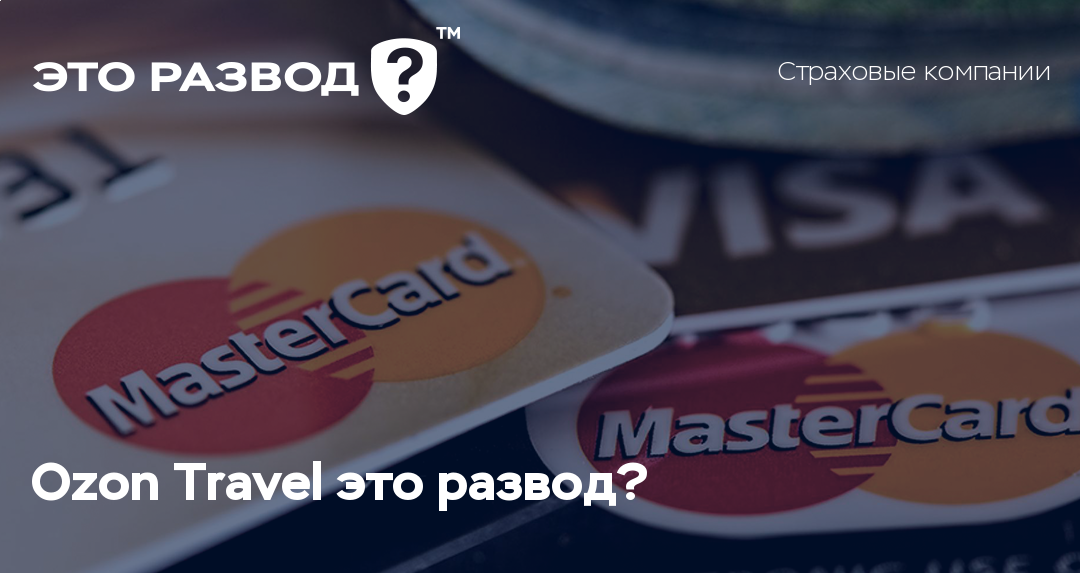 ЭТО РАЗВОД ?™
Страховые компании
VISA
MasterCard
MasterCard
Ozon Travel это развод?